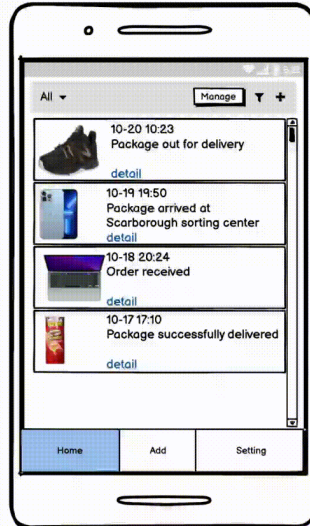 All
Manage
10-20 10:23
Package out for delivery
detail
10-19 19:50
Package arrived at
Scarborough sorting center
detail
10-18 20:24
Order received
detail
10-17 17:10
Package successfully delivered
detail
Home Add Setting